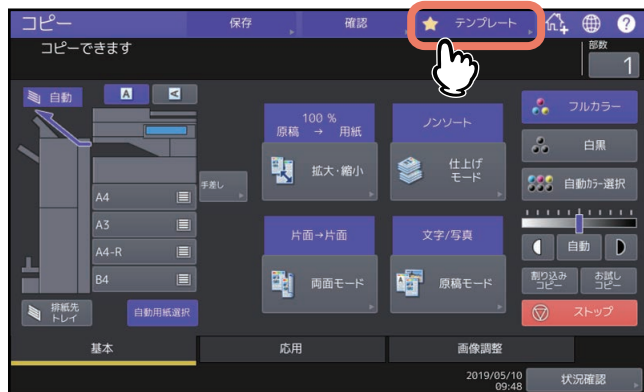 コピー
保存
確認
テンプレート
?
コピーできます
部数
1
自動
A
A
A4
A3
A4-R
B4
手差し
排紙先
トレイ
自動用紙選択
100 %
原稿 → 用紙
拡大・縮小
ノンソート
仕上げ
モード
片面→片面
両面モード
文字/写真
原稿モード
フルカラー
白黒
自動カラー選択
自動
割り込み
コピー
お試し
コピー
ストップ
基本
応用
画像調整
2019/05/10
09:48
状況確認